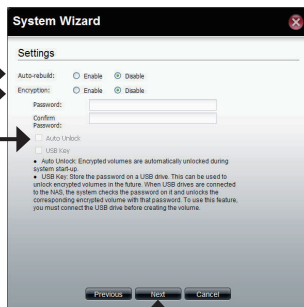 System Wizard
Settings
Auto-rebuild: Enable Disable
Encryption: Enable Disable
Password:
Confirm
Password:
Auto Unlock
USB Key
● Auto Unlock: Encrypted volumes are automatically unlocked during
system start-up.
● USB Key: Store the password on a USB drive. This can be used to
unlock encrypted volumes in the future. When USB drives are connected
to the NAS, the system checks the password on it and unlocks the
corresponding encrypted volume with that password. To use this feature,
you must connect the USB drive before creating the volume.
Previous Next Cancel